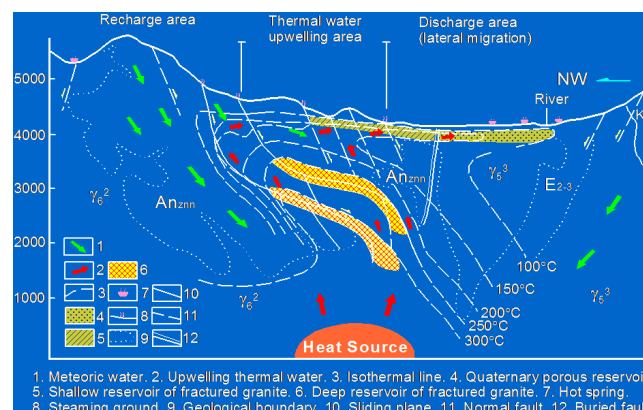 Recharge area
Thermal water
upwelling area
Discharge area
(lateral migration)
NW
River
5000
4000
3000
2000
1000
γ₆²
Anznn
Anznn
γ₅³
E₂₋₃
γ₆²
γ₅³
100°C
150°C
200°C
250°C
300°C
1
2
6
3
7
10
4
8
11
5
9
12
Heat Source
1. Meteoric water. 2. Upwelling thermal water. 3. Isothermal line. 4. Quaternary porous reservoi
5. Shallow reservoir of fractured granite. 6. Deep reservoir of fractured granite. 7. Hot spring.
8. Steaming ground. 9. Geological boundary. 10. Sliding plane. 11. Normal fault. 12. Buried fa